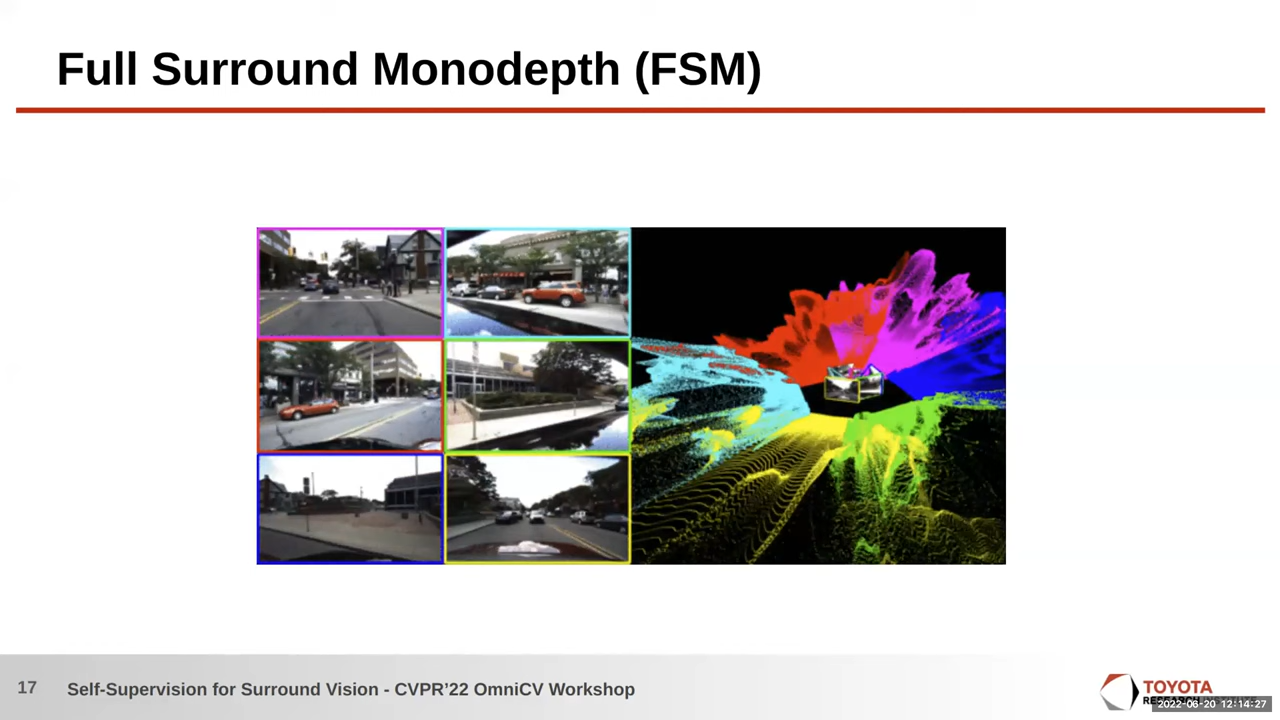 Full Surround Monodepth (FSM)
17
Self-Supervision for Surround Vision - CVPR’22 OmniCV Workshop
TOYOTA
2022-06-20 12:14:27